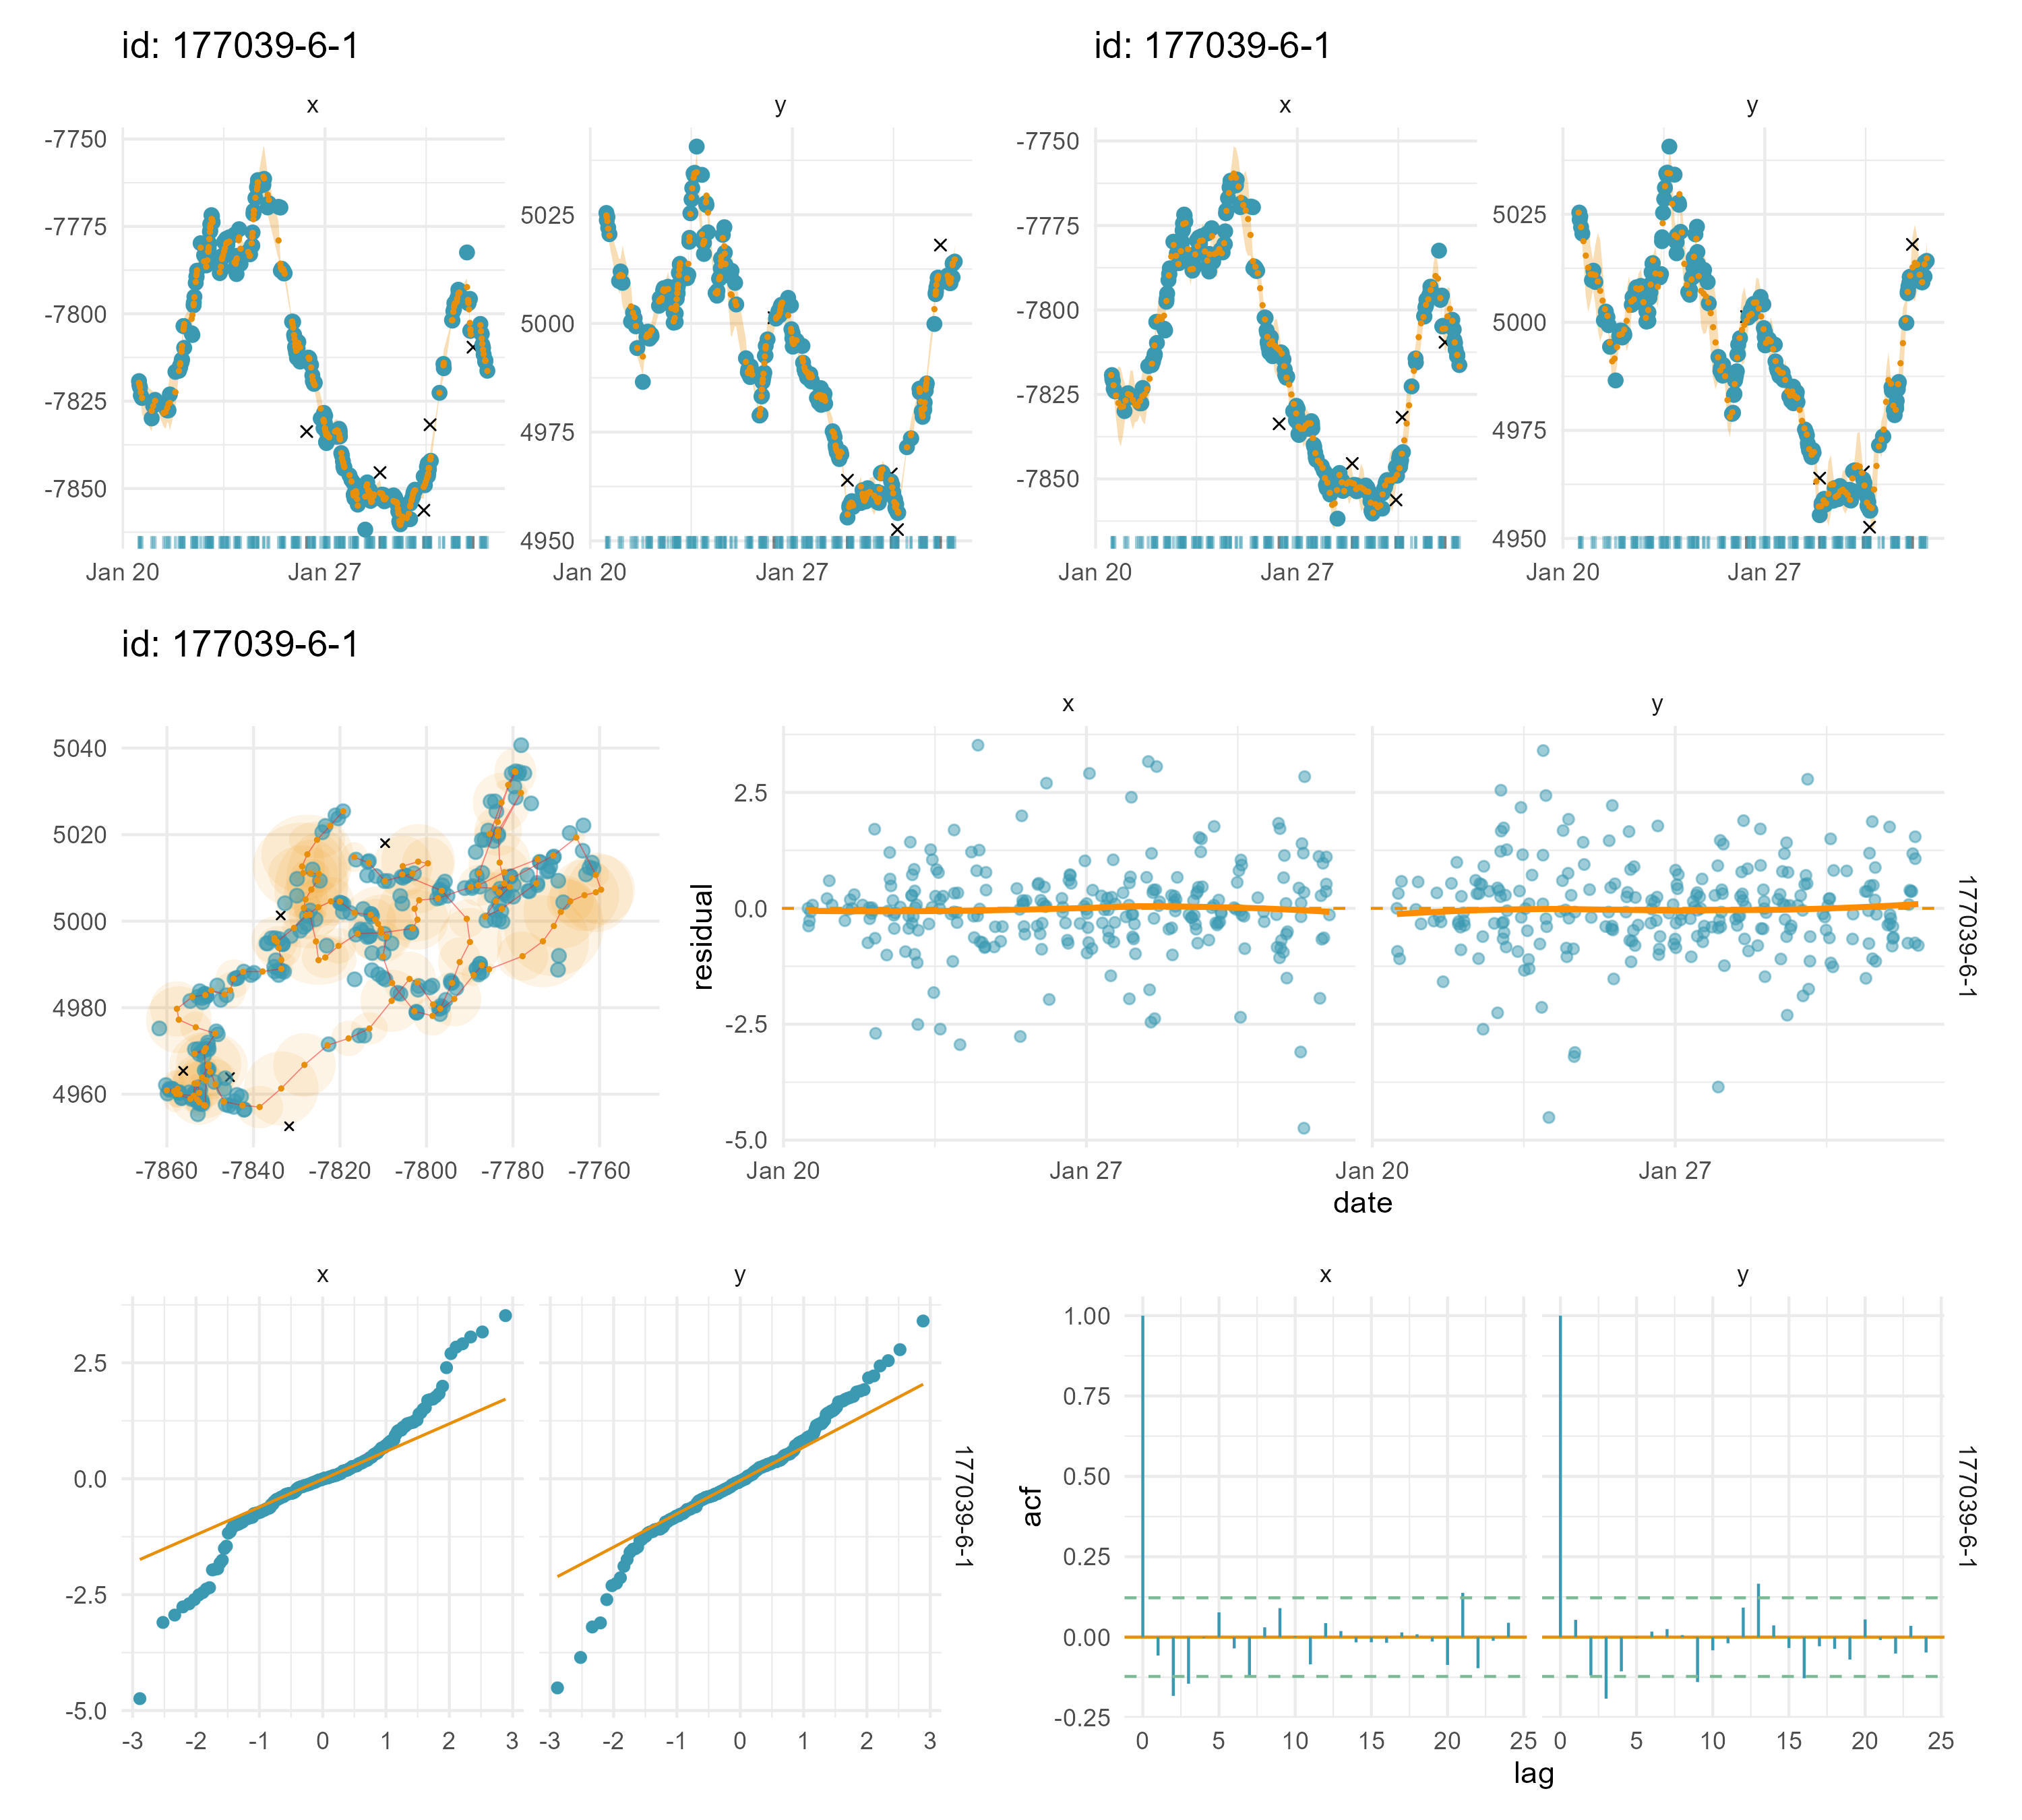 id: 177039-6-1
id: 177039-6-1
x
y
x
y
-7750
-7775
-7800
-7825
-7850
5025
5000
4975
4950
-7750
-7775
-7800
-7825
-7850
5025
5000
4975
4950
Jan 20
Jan 27
Jan 20
Jan 27
Jan 20
Jan 27
Jan 20
Jan 27
id: 177039-6-1
5040
5020
5000
4980
4960
-7860
-7840
-7820
-7800
-7780
-7760
x
y
residual
2.5
0.0
-2.5
-5.0
177039-6-1
Jan 20
Jan 27
Jan 20
Jan 27
date
x
y
2.5
0.0
-2.5
-5.0
177039-6-1
-3
-2
-1
0
1
2
3
-3
-2
-1
0
1
2
3
x
y
acf
1.00
0.75
0.50
0.25
0.00
-0.25
177039-6-1
0
5
10
15
20
25
0
5
10
15
20
25
lag